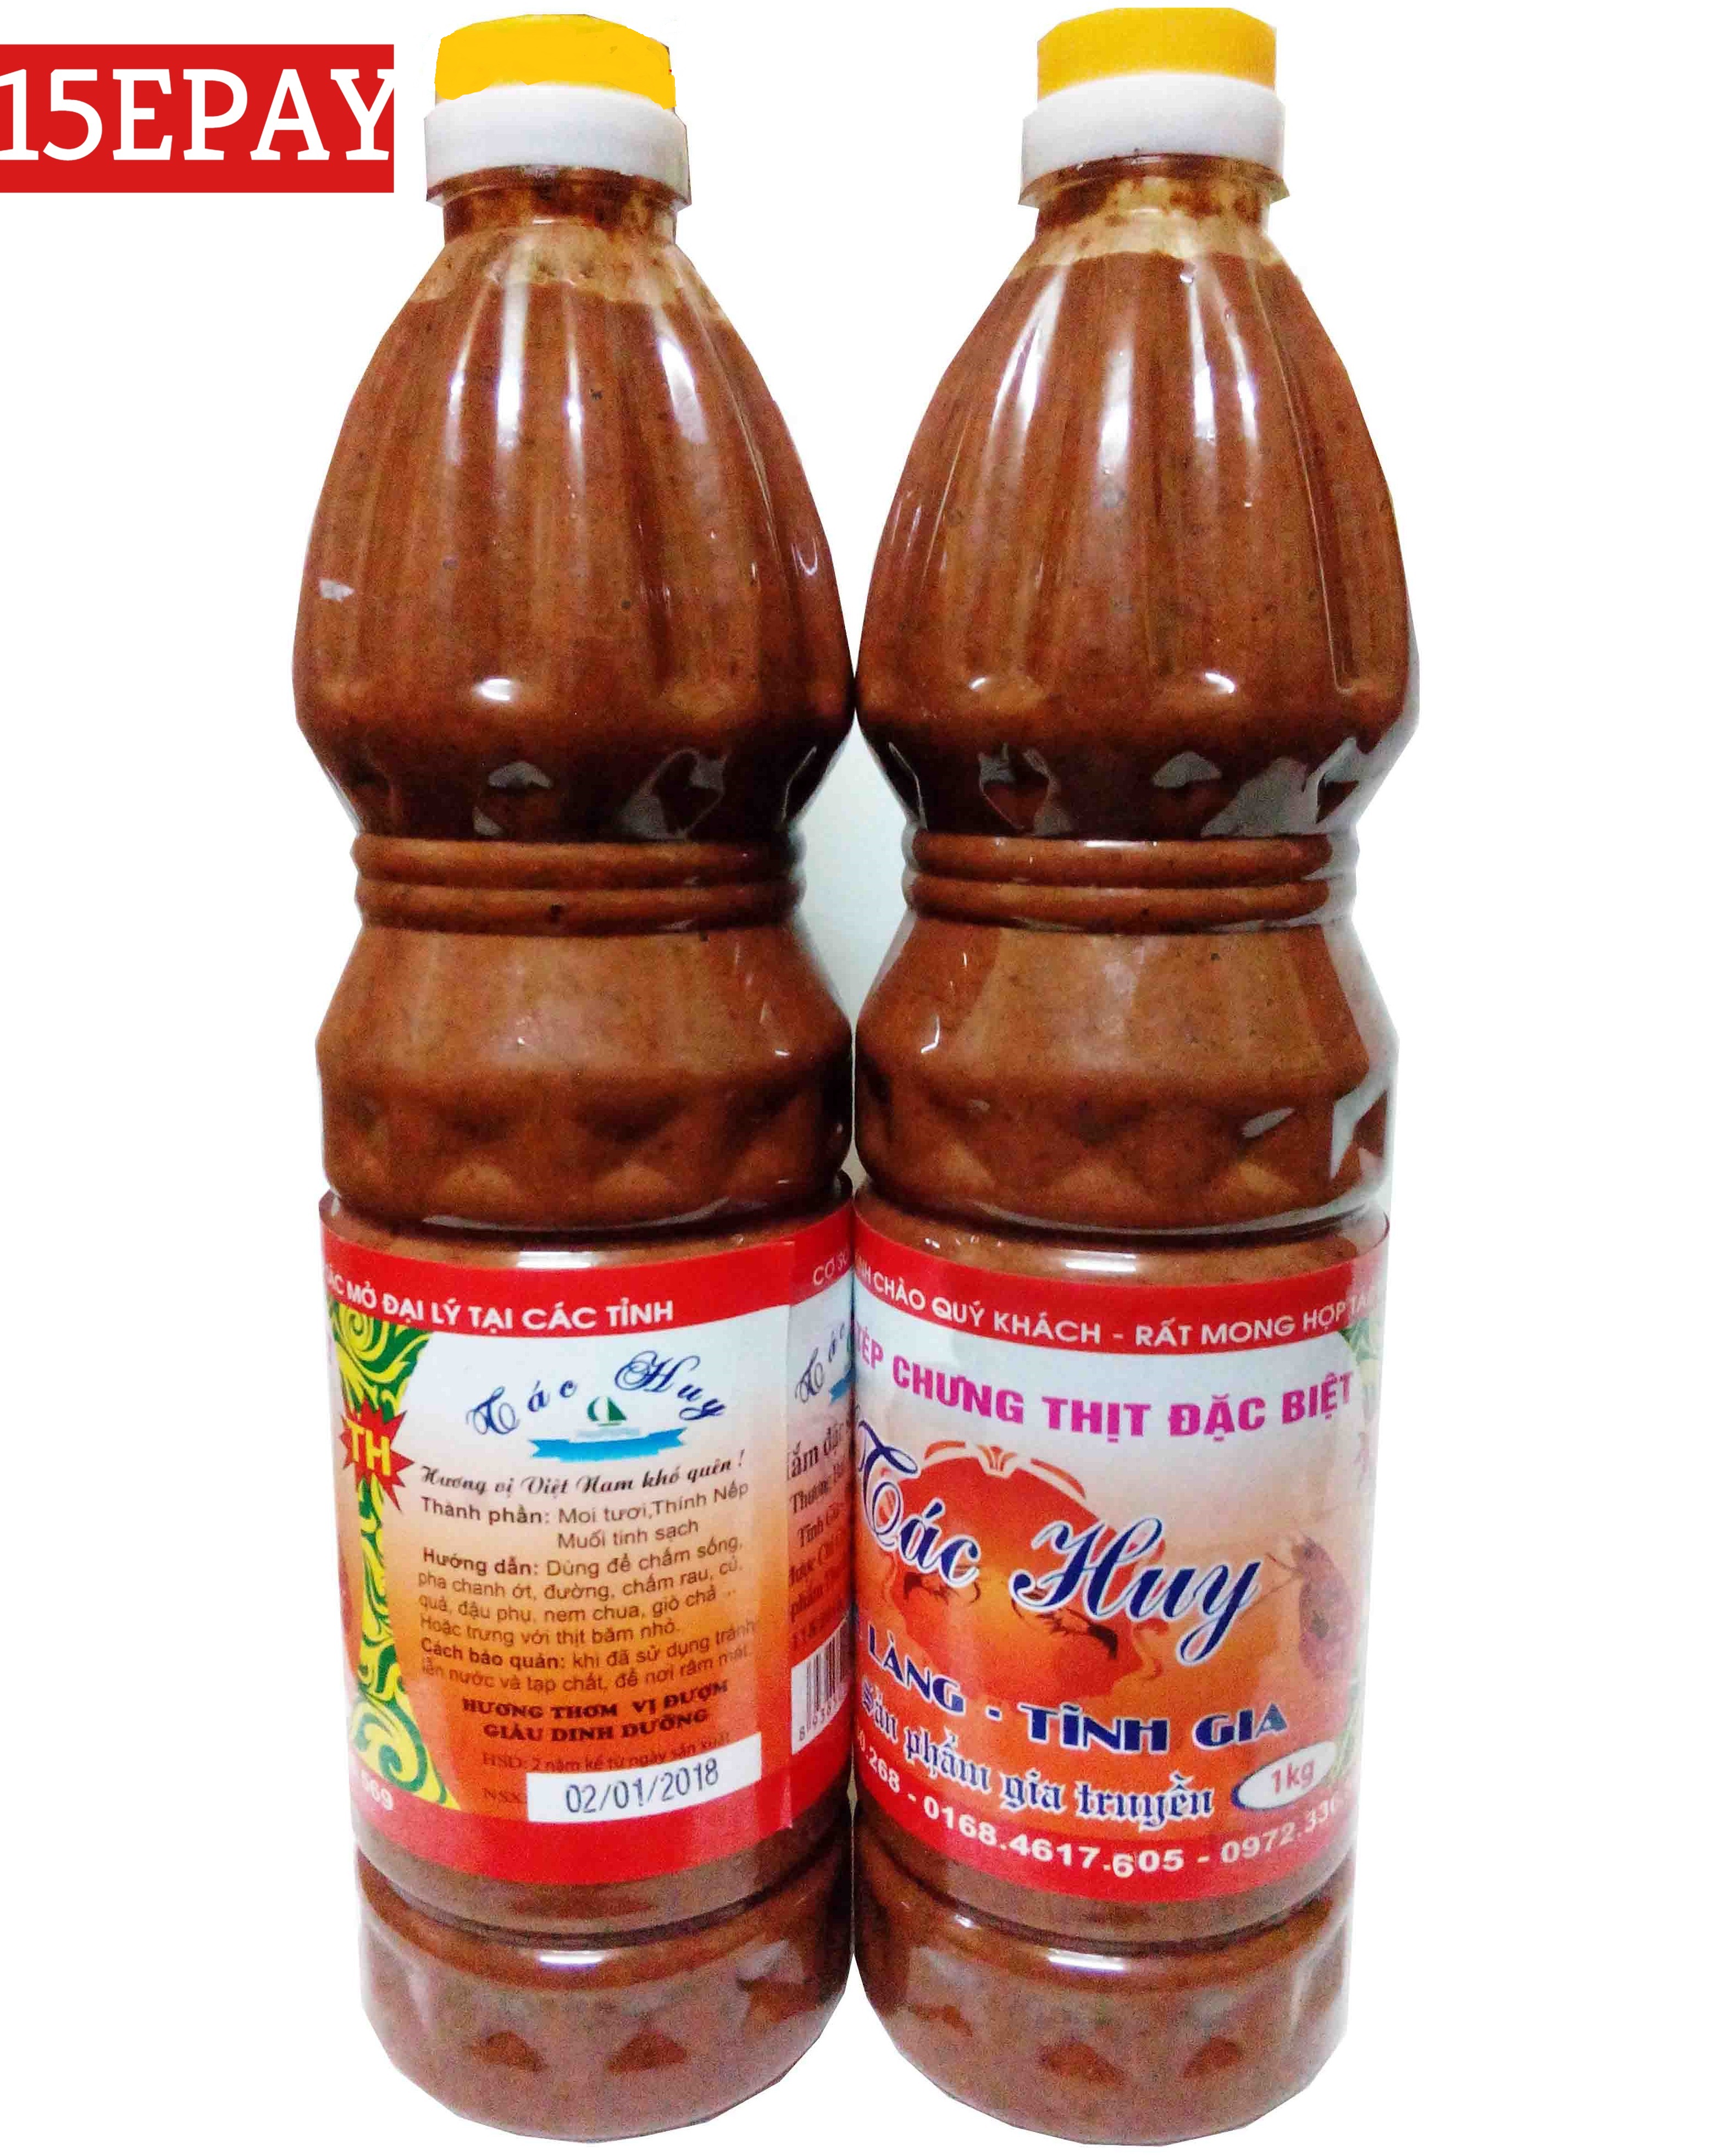 15EPAY
MỞ ĐẠI LÝ TẠI CÁC TỈNH
Tác Huy
TH
Hương vị Việt Nam khó quên !
Thành phần: Moi tươi,Thính Nếp
Muối tinh sạch
Hướng dẫn: Dùng để chấm sống,
pha chanh ớt, đường, chấm rau, củ,
quả, đậu phụ, nem chua, giò chả ...
Hoặc trưng với thịt băm nhỏ.
Cách bảo quản: khi đã sử dụng tránh
lẫn nước và tạp chất, để nơi râm mát.
HƯƠNG THƠM VỊ ĐƯỢM
GIÀU DINH DƯỠNG
HSD: 2 năm kể từ ngày sản xuất
NSX
02/01/2018
CHÀO QUÝ KHÁCH - RẤT MONG HỢP
CHƯNG THỊT ĐẶC BIỆT
Tác Huy
LÀNG - TĨNH GIA
Sản phẩm gia truyền
1kg
268 - 0168.4617.605 - 0972.